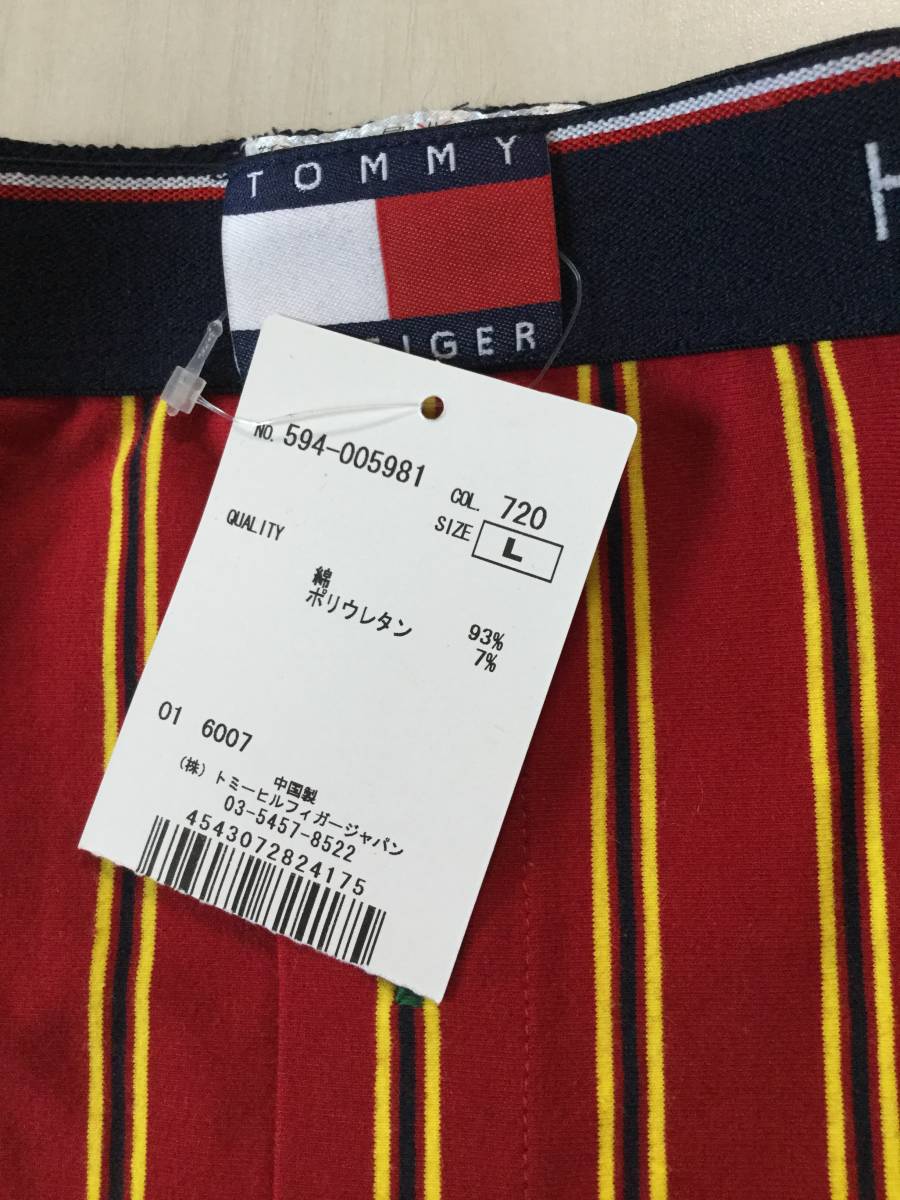 TOMMY
H
EIGER
NO. 594-005981
COL. 720
SIZE L
QUALITY
綿 93%
ポリウレタン 7%
01 6007
中国製
(株)トミーヒルフィガージャパン
03-5457-8522
4543072824175